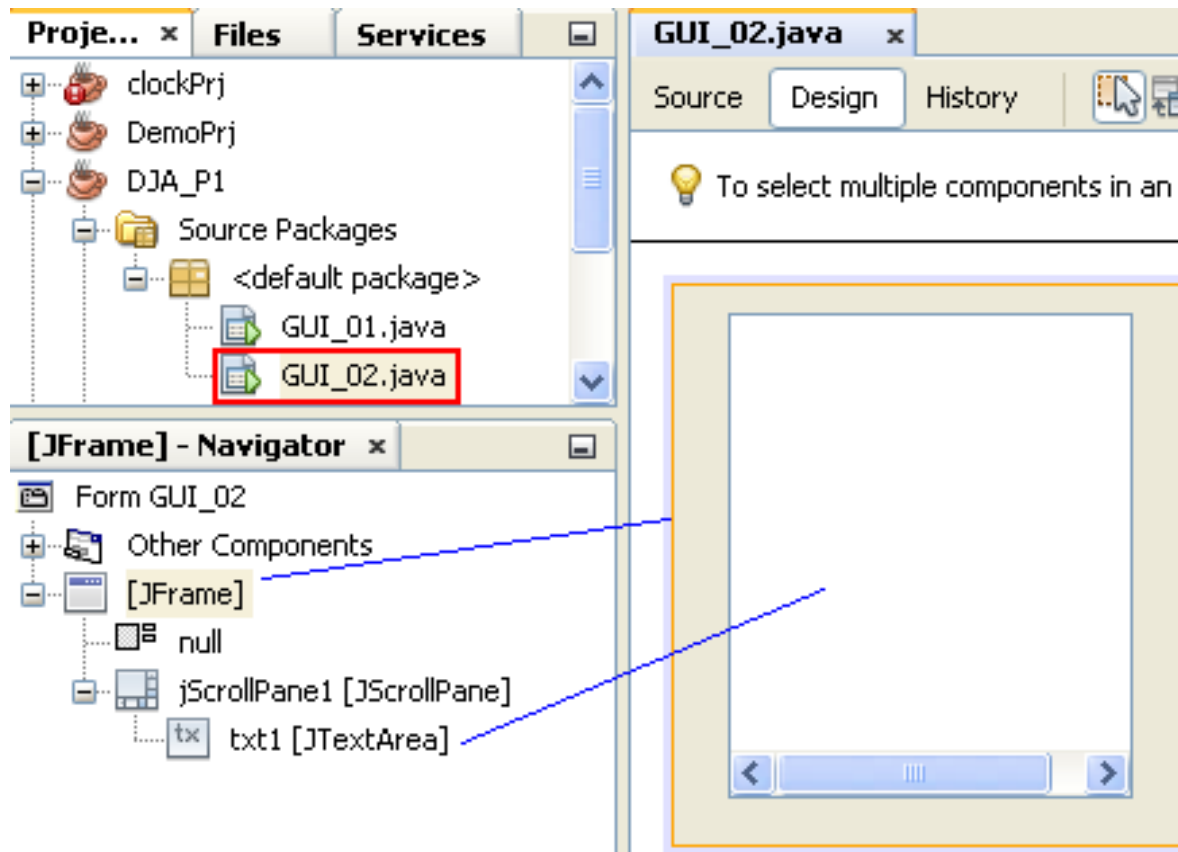 Proje...
Files
Services
clockPrj
DemoPrj
DJA_P1
Source Packages
<default package>
GUI_01.java
GUI_02.java
[JFrame] - Navigator
Form GUI_02
Other Components
[JFrame]
null
jScrollPane1 [JScrollPane]
tx
txt1 [JTextArea]
GUI_02.java
Source
Design
History
To select multiple components in an